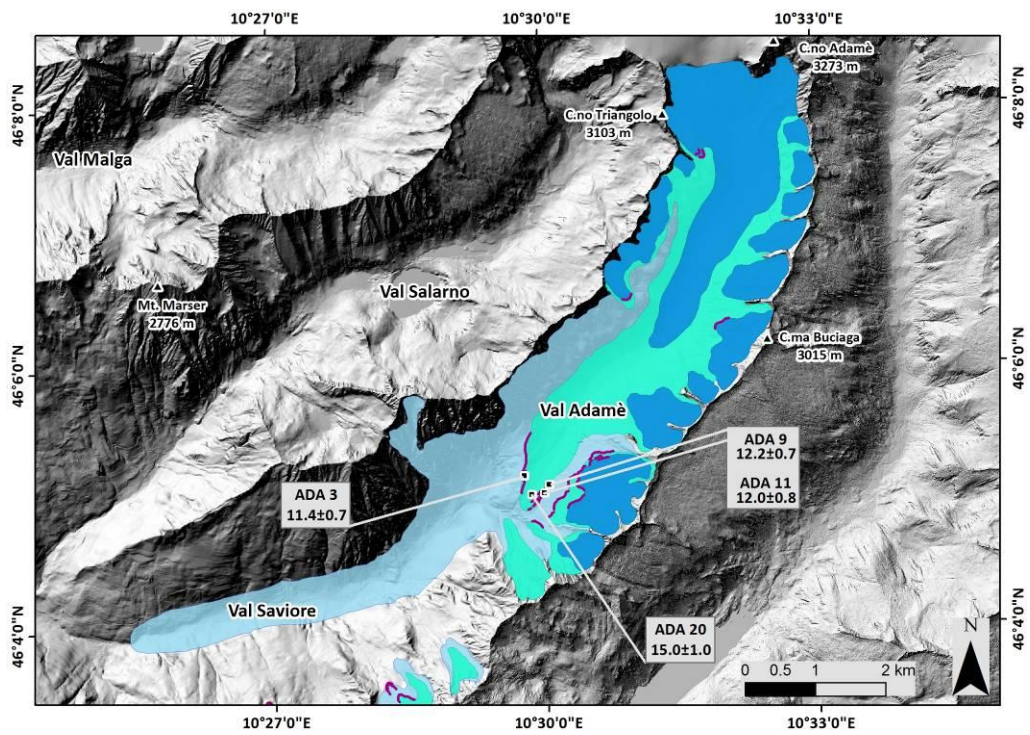 10°27'0"E
10°30'0"E
10°33'0"E
C.no Adamè
3273 m
46°8'0"N
46°8'0"N
C.no Triangolo
3103 m
Val Malga
Val Salarno
Mt. Marser
2776 m
C.ma Buciaga
3015 m
46°6'0"N
46°6'0"N
Val Adamè
ADA 9
12.2±0.7
ADA 11
12.0±0.8
ADA 3
11.4±0.7
Val Saviore
ADA 20
15.0±1.0
46°4'0"N
46°4'0"N
N
0 0.5 1 2 km
10°27'0"E
10°30'0"E
10°33'0"E